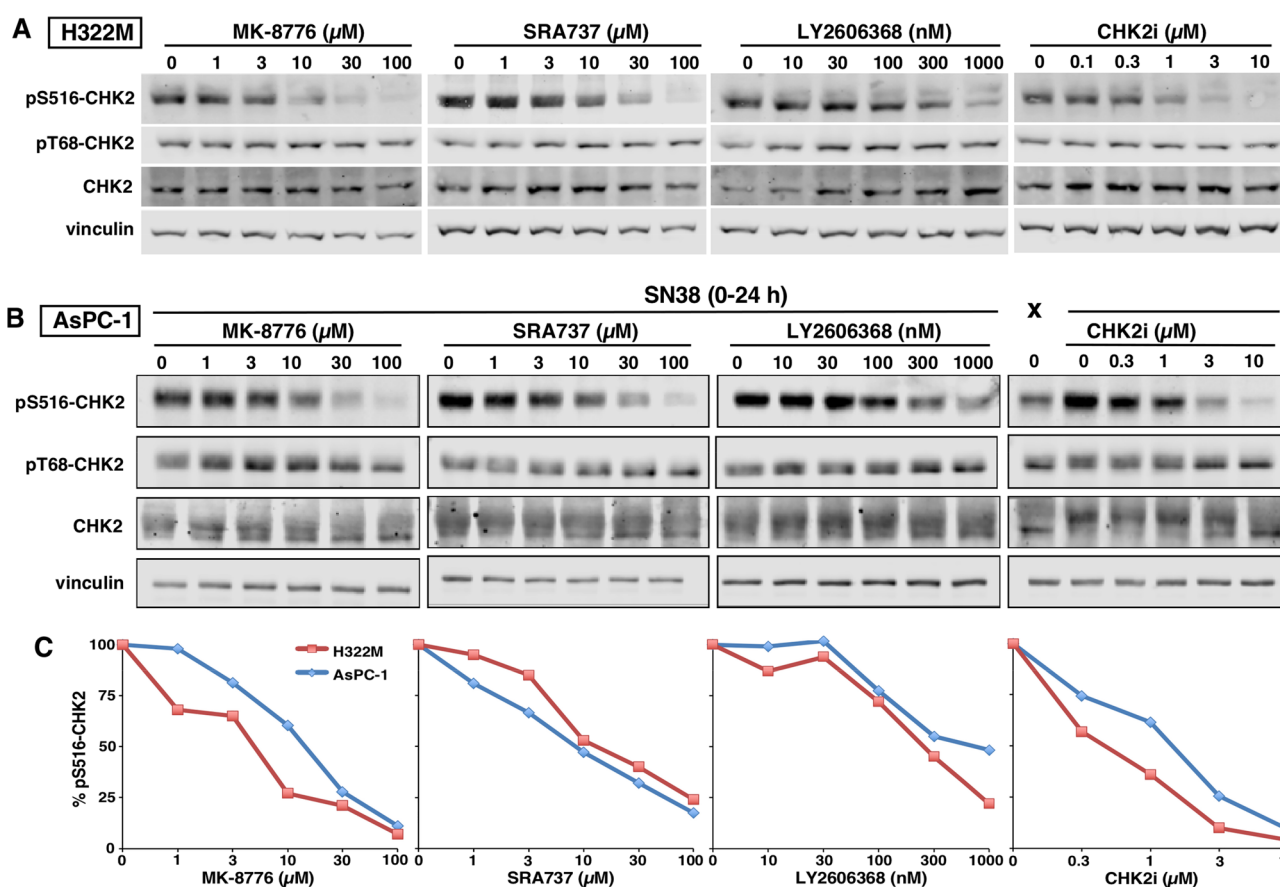 A H322M MK-8776 (µM) SRA737 (µM) LY2606368 (nM) CHK2i (µM)
0 1 3 10 30 100 0 1 3 10 30 100 0 10 30 100 300 1000 0 0.1 0.3 1 3 10
pS516-CHK2
pT68-CHK2
CHK2
vinculin
SN38 (0-24 h)
B AsPC-1 MK-8776 (µM) SRA737 (µM) LY2606368 (nM) x CHK2i (µM)
0 1 3 10 30 100 0 1 3 10 30 100 0 10 30 100 300 1000 0 0 0.3 1 3 10
pS516-CHK2
pT68-CHK2
CHK2
vinculin
C
% pS516-CHK2
100
75
50
25
0
H322M
AsPC-1
0 1 3 10 30 100 0 1 3 10 30 100 0 10 30 100 300 1000 0 0.3 1 3
MK-8776 (µM) SRA737 (µM) LY2606368 (nM) CHK2i (µM)